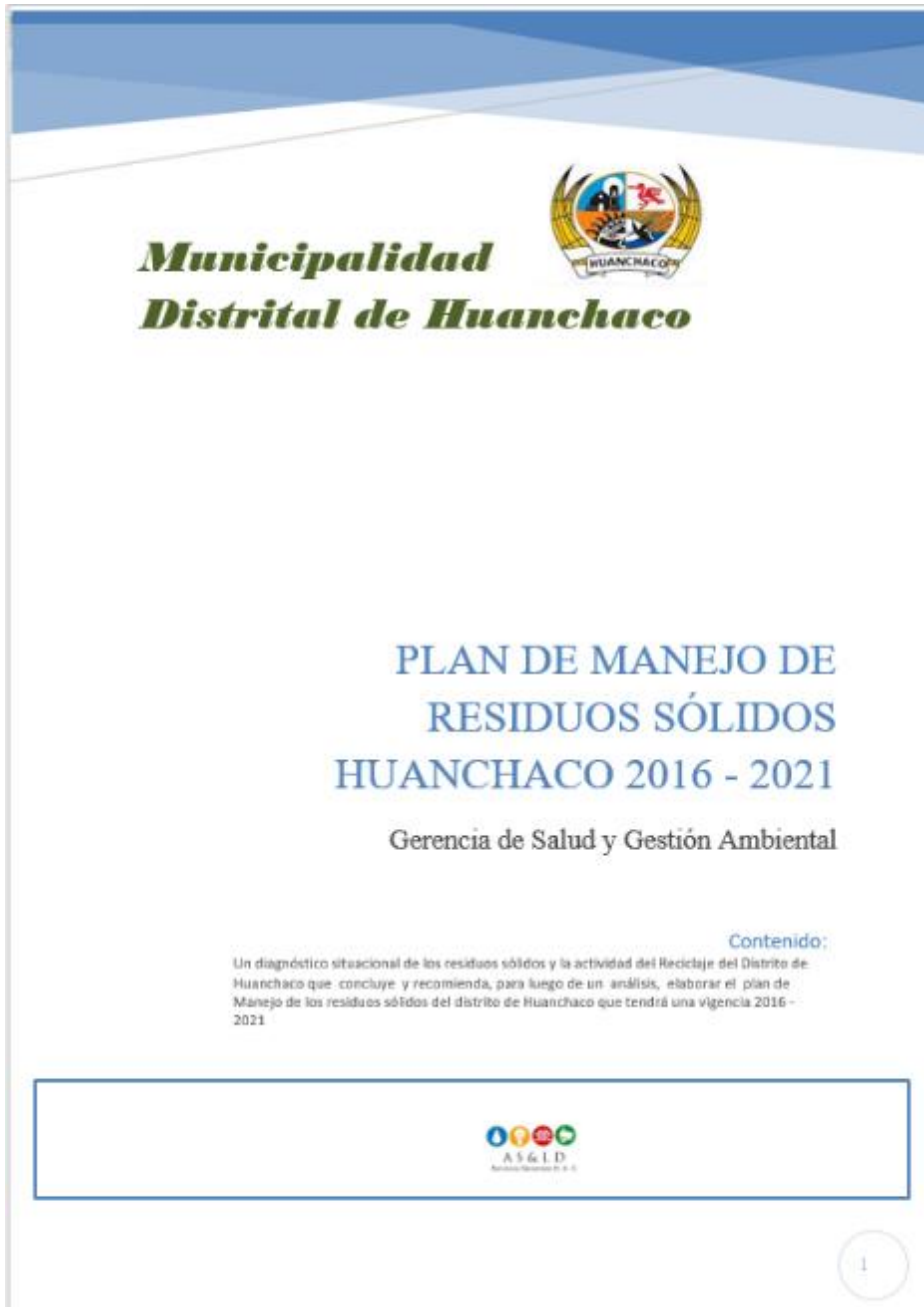 HUANCHACO
Municipalidad
Distrital de Huanchaco
PLAN DE MANEJO DE
RESIDUOS SÓLIDOS
HUANCHACO 2016 - 2021
Gerencia de Salud y Gestión Ambiental
Contenido:
Un diagnóstico situacional de los residuos sólidos y la actividad del Reciclaje del Distrito de
Huanchaco que concluye y recomienda, para luego de un análisis, elaborar el plan de
Manejo de los residuos sólidos del distrito de Huanchaco que tendrá una vigencia 2016 -
2021
AS&LD
1